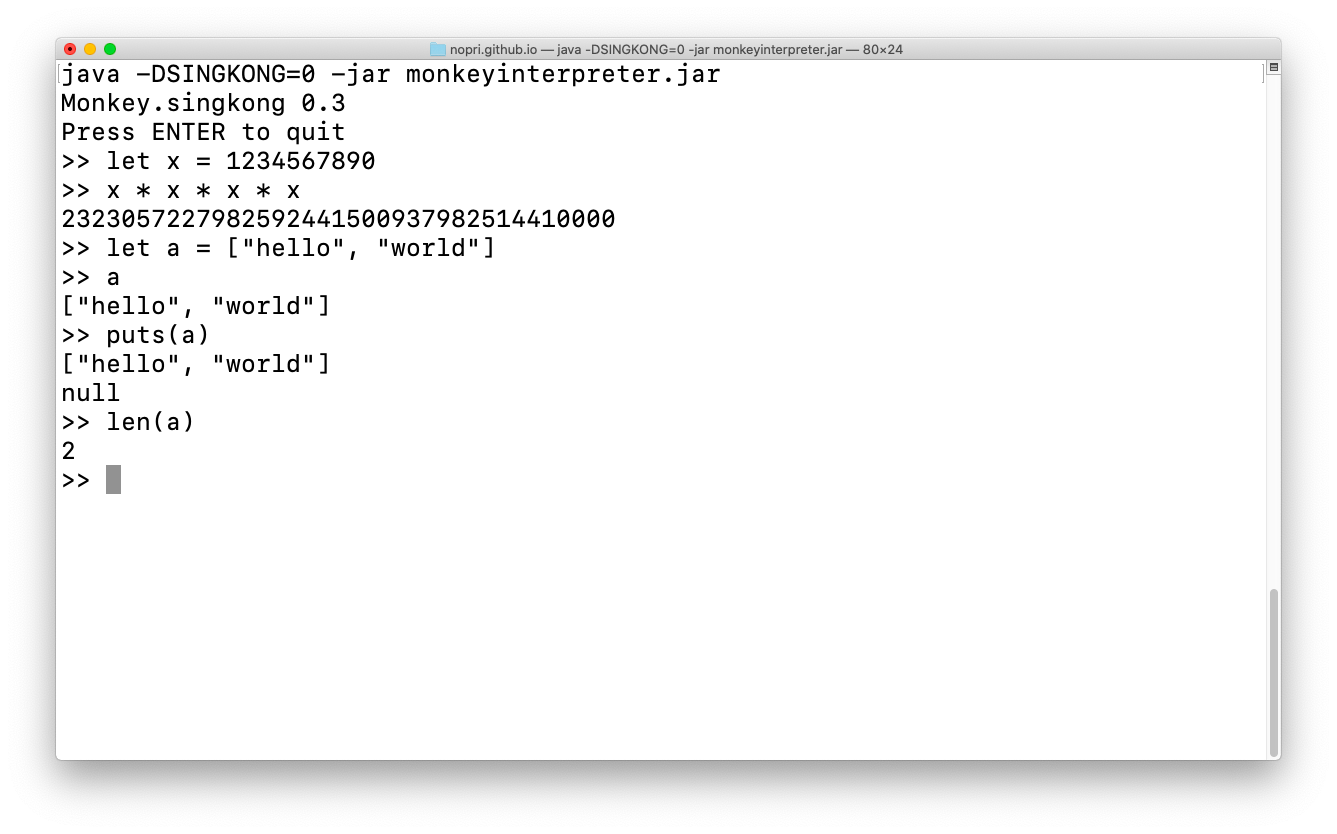 nopri.github.io — java -DSINGKONG=0 -jar monkeyinterpreter.jar — 80×24
java -DSINGKONG=0 -jar monkeyinterpreter.jar
Monkey.singkong 0.3
Press ENTER to quit
>> let x = 1234567890
>> x * x * x * x
2323057227982592441500937982514410000
>> let a = ["hello", "world"]
>> a
["hello", "world"]
>> puts(a)
["hello", "world"]
null
>> len(a)
2
>>